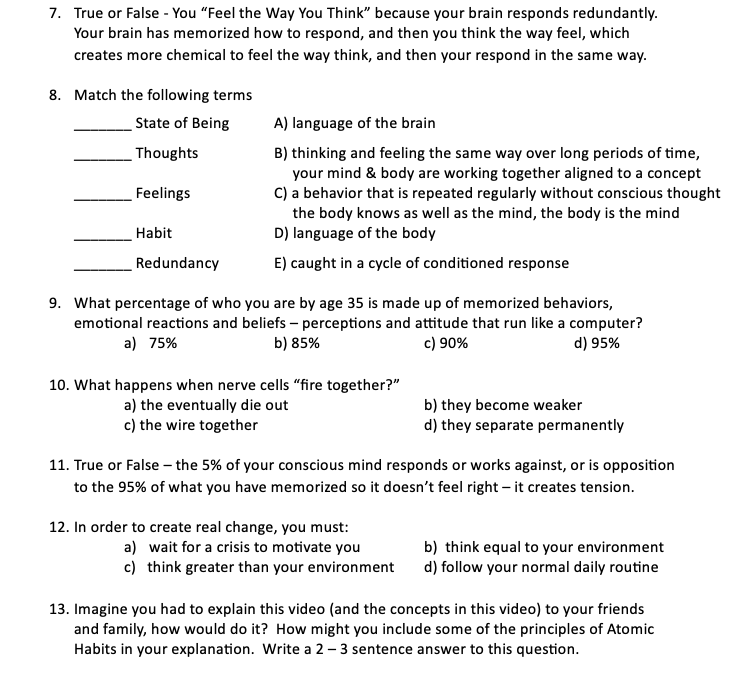 7. True or False - You “Feel the Way You Think” because your brain responds redundantly.
Your brain has memorized how to respond, and then you think the way feel, which
creates more chemical to feel the way think, and then your respond in the same way.
8. Match the following terms
_______ State of Being A) language of the brain
_______ Thoughts B) thinking and feeling the same way over long periods of time,
your mind & body are working together aligned to a concept
_______ Feelings C) a behavior that is repeated regularly without conscious thought
the body knows as well as the mind, the body is the mind
_______ Habit D) language of the body
_______ Redundancy E) caught in a cycle of conditioned response
9. What percentage of who you are by age 35 is made up of memorized behaviors,
emotional reactions and beliefs – perceptions and attitude that run like a computer?
a) 75% b) 85% c) 90% d) 95%
10. What happens when nerve cells “fire together?”
a) the eventually die out b) they become weaker
c) the wire together d) they separate permanently
11. True or False – the 5% of your conscious mind responds or works against, or is opposition
to the 95% of what you have memorized so it doesn’t feel right – it creates tension.
12. In order to create real change, you must:
a) wait for a crisis to motivate you b) think equal to your environment
c) think greater than your environment d) follow your normal daily routine
13. Imagine you had to explain this video (and the concepts in this video) to your friends
and family, how would do it? How might you include some of the principles of Atomic
Habits in your explanation. Write a 2 – 3 sentence answer to this question.